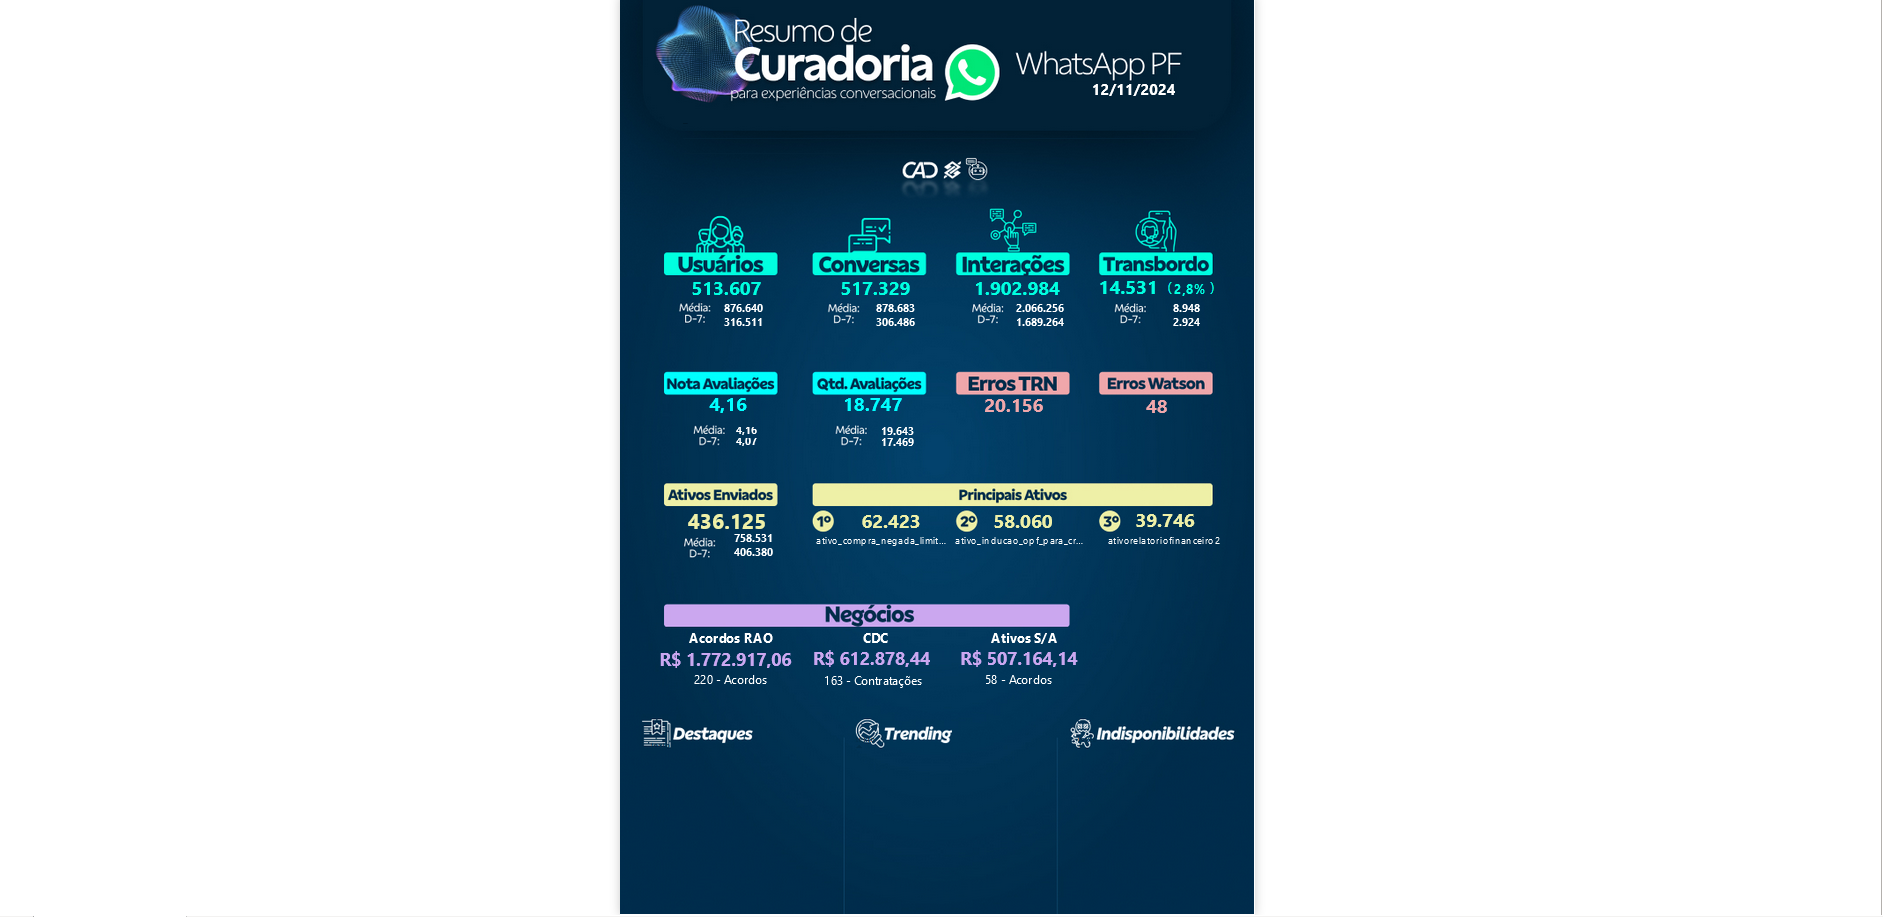 Resumo de
Curadoria
para experiências conversacionais
WhatsApp PF
12/11/2024
CAD
Usuários
513.607
Média: 876.640
D-7: 316.511
Conversas
517.329
Média: 878.683
D-7: 306.486
Interações
1.902.984
Média: 2.066.256
D-7: 1.689.264
Transbordo
14.531 (2,8% )
Média: 8.948
D-7: 2.924
Nota Avaliações
4,16
Média: 4,16
D-7: 4,07
Qtd. Avaliações
18.747
Média: 19.643
D-7: 17.469
Erros TRN
20.156
Erros Watson
48
Ativos Enviados
436.125
Média: 758.531
D-7: 406.380
Principais Ativos
1º 62.423
ativo_compra_negada_limit...
2º 58.060
ativo_inducao_opf_para_cr...
3º 39.746
ativorelatoriofinanceiro2
Negócios
Acordos RAO
R$ 1.772.917,06
220 - Acordos
CDC
R$ 612.878,44
163 - Contratações
Ativos S/A
R$ 507.164,14
58 - Acordos
Destaques
Trending
Indisponibilidades